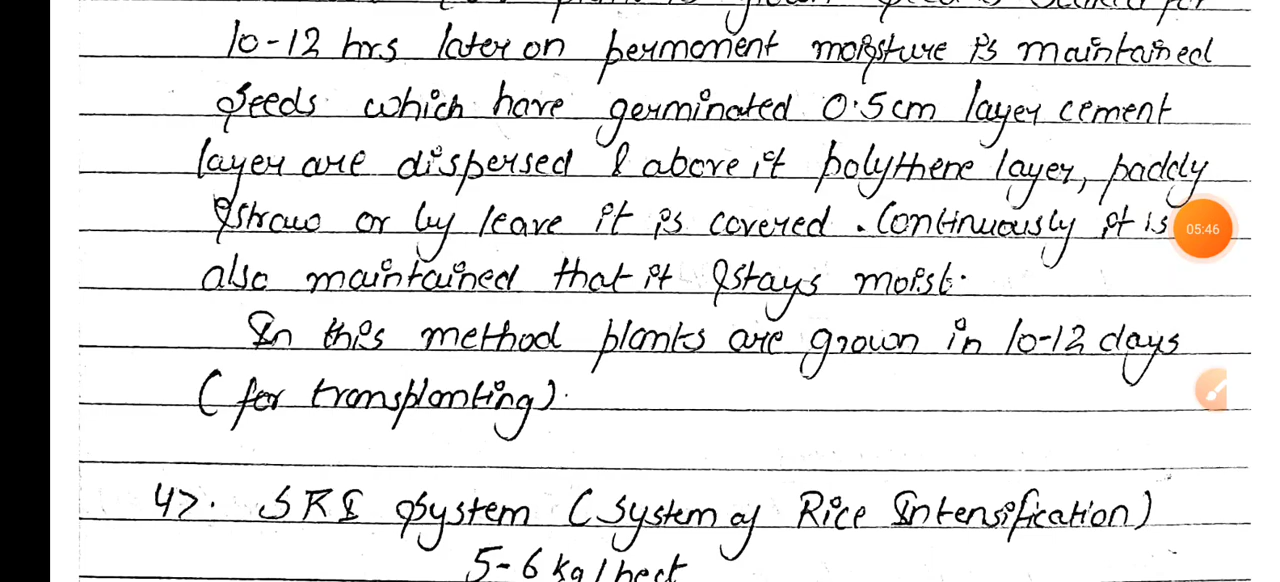 10-12 hrs later on permoment moisture is maintained
seeds which have germinated 0.5cm layer cement
layer are dispersed & above it polythene layer, paddy
straw or by leave it is covered. Continuously it is
05:46
also maintained that it stays moist.
In this method plants are grown in 10-12 days
(for transplanting).
4>. SRI System (System of Rice Intensification)
5-6 kg/hect